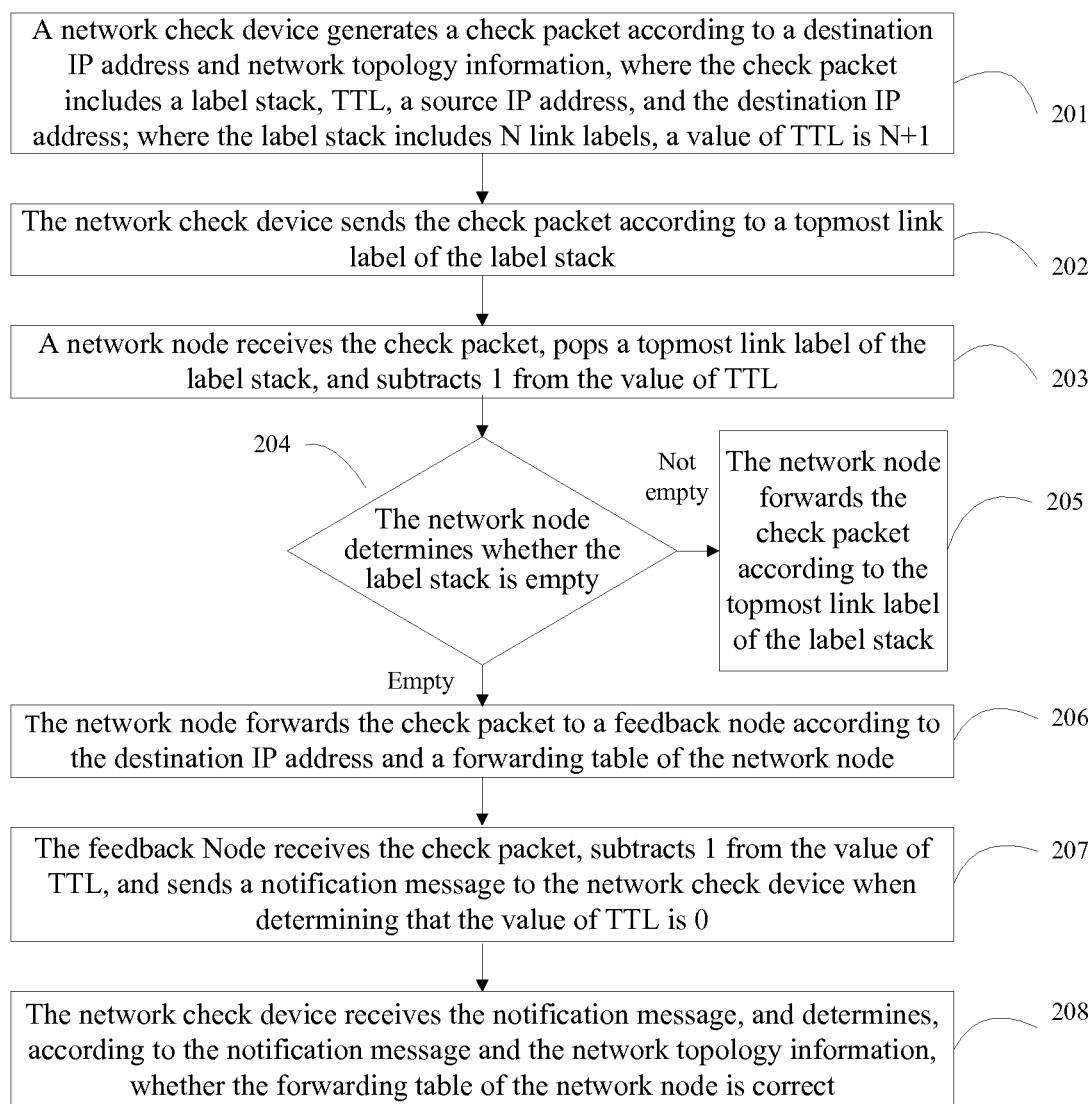 A network check device generates a check packet according to a destination
IP address and network topology information, where the check packet
includes a label stack, TTL, a source IP address, and the destination IP
address; where the label stack includes N link labels, a value of TTL is N+1
201
The network check device sends the check packet according to a topmost link
label of the label stack
202
A network node receives the check packet, pops a topmost link label of the
label stack, and subtracts 1 from the value of TTL
203
204
The network node
determines whether the
label stack is empty
Not
empty
The network node
forwards the
check packet
according to the
topmost link label
of the label stack
205
Empty
The network node forwards the check packet to a feedback node according to
the destination IP address and a forwarding table of the network node
206
The feedback Node receives the check packet, subtracts 1 from the value of
TTL, and sends a notification message to the network check device when
determining that the value of TTL is 0
207
The network check device receives the notification message, and determines,
according to the notification message and the network topology information,
whether the forwarding table of the network node is correct
208